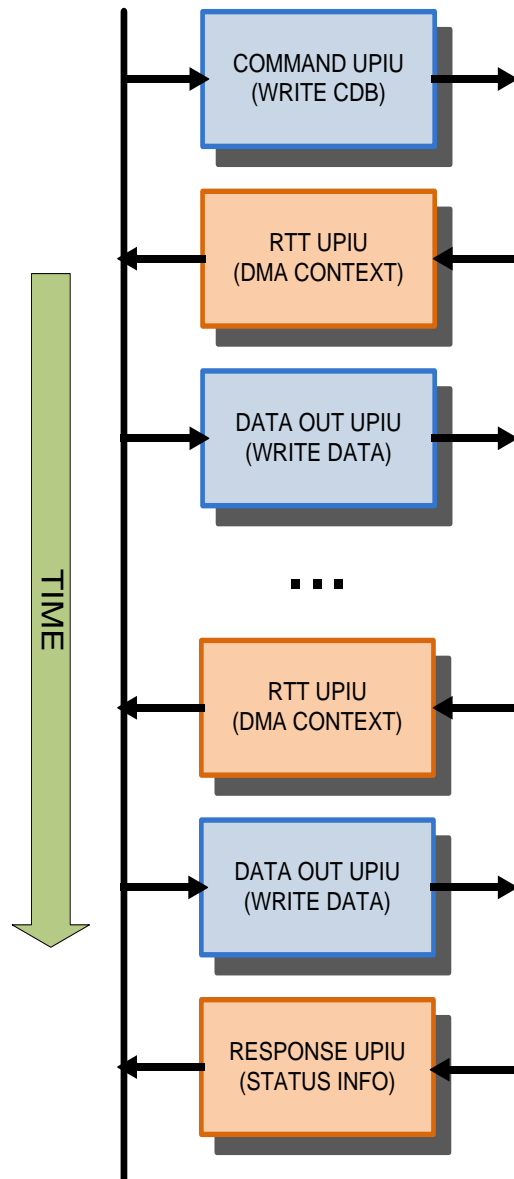 COMMAND UPIU
(WRITE CDB)
RTT UPIU
(DMA CONTEXT)
DATA OUT UPIU
(WRITE DATA)
...
TIME
RTT UPIU
(DMA CONTEXT)
DATA OUT UPIU
(WRITE DATA)
RESPONSE UPIU
(STATUS INFO)